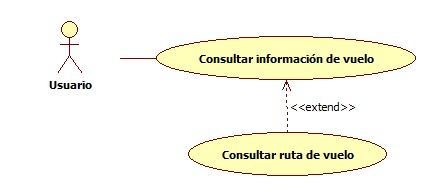 Consultar información de vuelo
Usuario
<<extend>>
Consultar ruta de vuelo